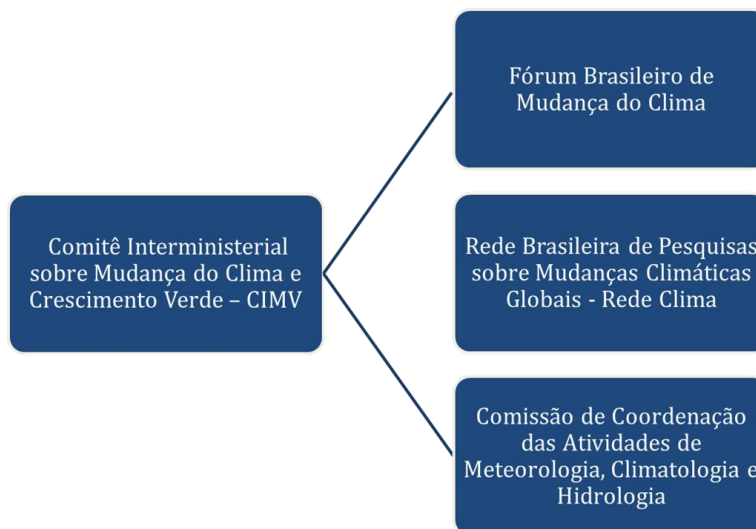 Fórum Brasileiro de
Mudança do Clima
Comitê Interministerial
sobre Mudança do Clima e
Crescimento Verde – CIMV
Rede Brasileira de Pesquisas
sobre Mudanças Climáticas
Globais - Rede Clima
Comissão de Coordenação
das Atividades de
Meteorologia, Climatologia e
Hidrologia